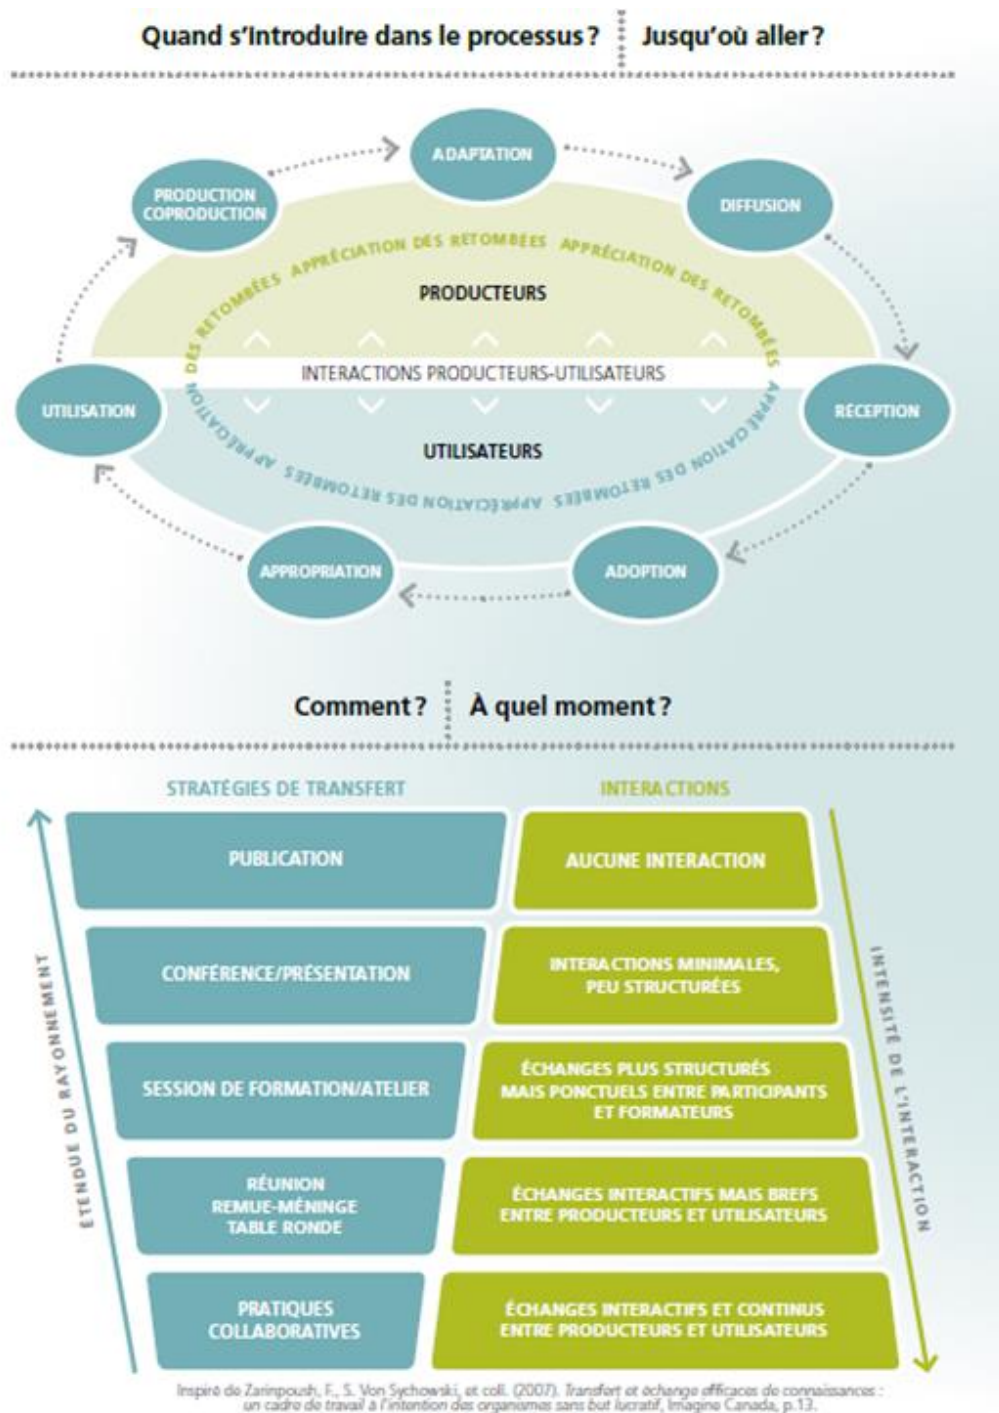 Quand s'introduire dans le processus ?
Jusqu'où aller ?
ADAPTATION
PRODUCTION
COPRODUCTION
DIFFUSION
APPRÉCIATION DES RETOMBÉES APPRÉCIATION DES RETOMBÉES
PRODUCTEURS
INTERACTIONS PRODUCTEURS-UTILISATEURS
UTILISATION
RÉCEPTION
UTILISATEURS
APPRÉCIATION DES RETOMBÉES APPRÉCIATION DES RETOMBÉES APPRÉCIATION DES RETOMBÉES
APPROPRIATION
ADOPTION
Comment ?
À quel moment ?
STRATÉGIES DE TRANSFERT
INTERACTIONS
PUBLICATION
AUCUNE INTERACTION
CONFÉRENCE/PRÉSENTATION
INTERACTIONS MINIMALES,
PEU STRUCTURÉES
SESSION DE FORMATION/ATELIER
ÉCHANGES PLUS STRUCTURÉS
MAIS PONCTUELS ENTRE PARTICIPANTS
ET FORMATEURS
RÉUNION
REMUE-MÉNINGE
TABLE RONDE
ÉCHANGES INTERACTIFS MAIS BREFS
ENTRE PRODUCTEURS ET UTILISATEURS
PRATIQUES
COLLABORATIVES
ÉCHANGES INTERACTIFS ET CONTINUS
ENTRE PRODUCTEURS ET UTILISATEURS
ÉTENDUE DU RAYONNEMENT
INTENSITÉ DE L'INTERACTION
Inspiré de Zarinpoush, F., S. Von Sychowski, et coll. (2007). Transfert et échange efficaces de connaissances :
un cadre de travail à l'intention des organismes sans but lucratif, Imagine Canada, p.13.